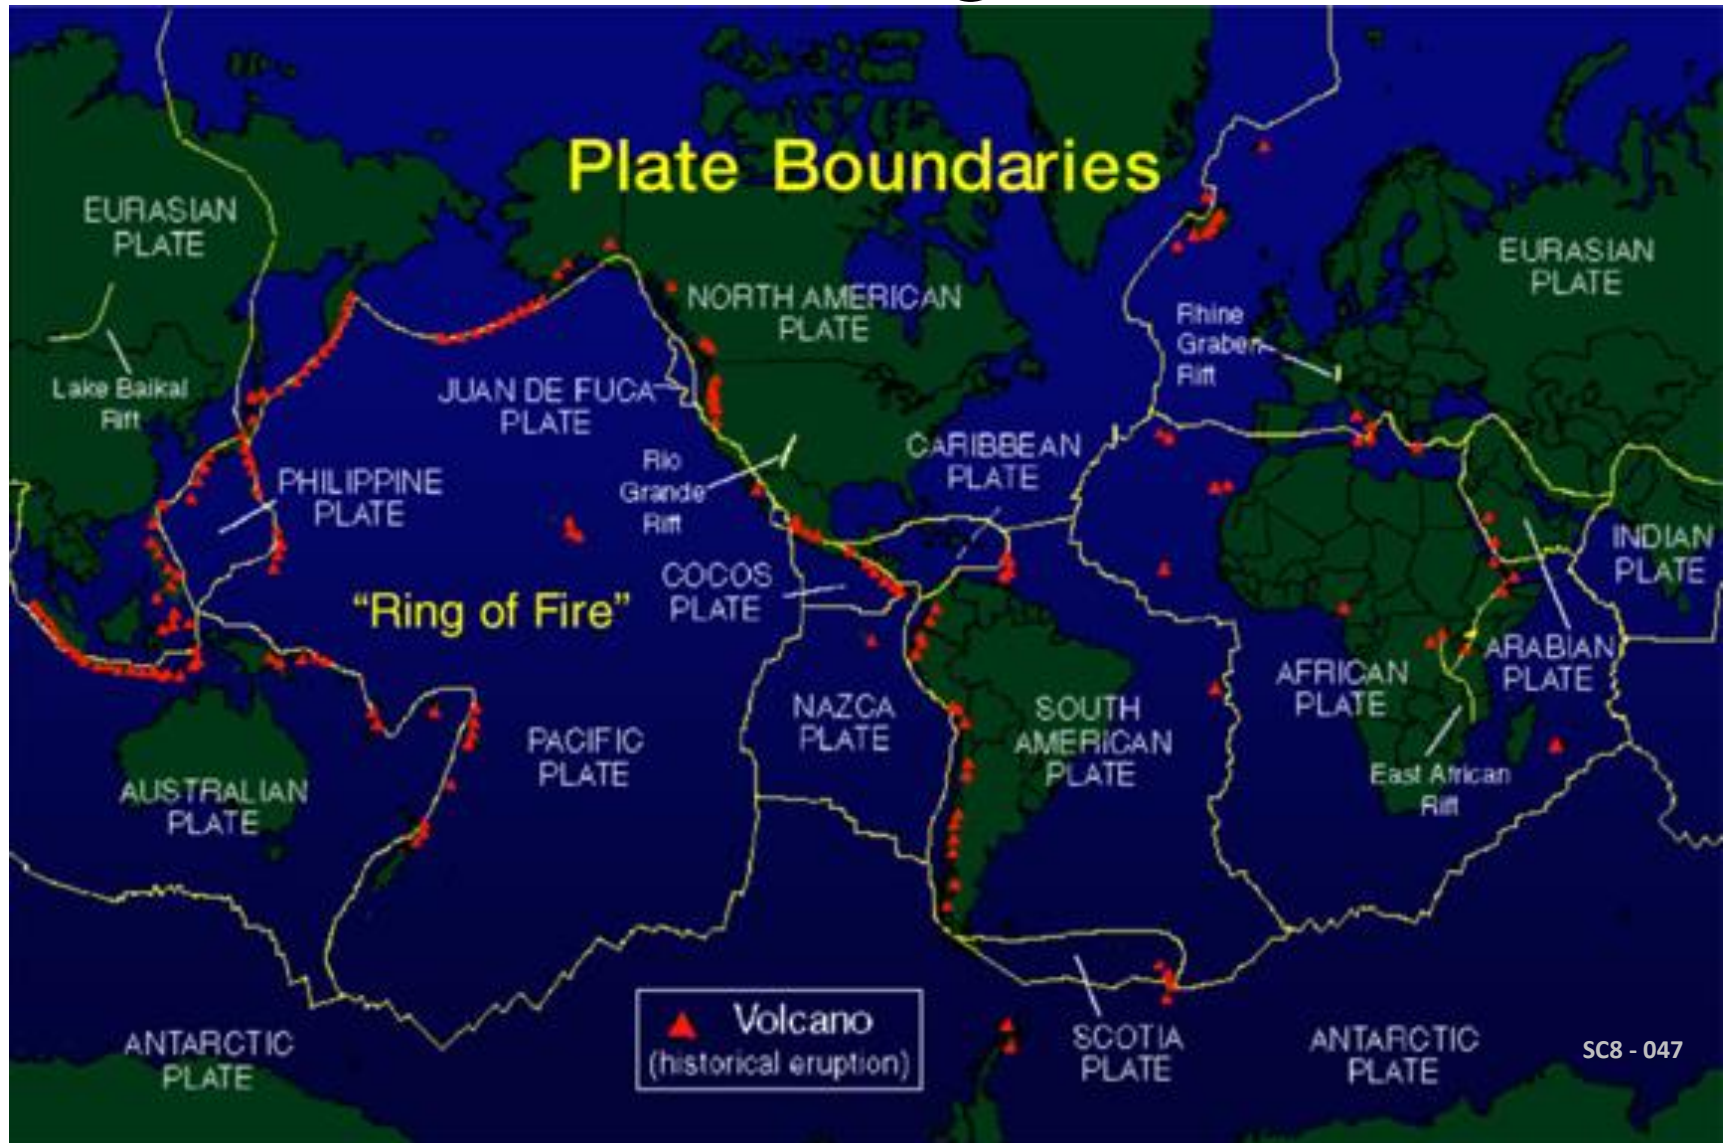 Plate Boundaries
EURASIAN
PLATE
EURASIAN
PLATE
NORTH AMERICAN
PLATE
Rhine
Graben
Rift
Lake Baikal
Rift
JUAN DE FUCA
PLATE
CARIBBEAN
PLATE
Rio
Grande
Rift
PHILIPPINE
PLATE
INDIAN
PLATE
COCOS
PLATE
"Ring of Fire"
ARABIAN
PLATE
AFRICAN
PLATE
NAZCA
PLATE
SOUTH
AMERICAN
PLATE
PACIFIC
PLATE
East African
Rift
AUSTRALIAN
PLATE
Volcano
(historical eruption)
SCOTIA
PLATE
ANTARCTIC
PLATE
ANTARCTIC
PLATE
SC8 - 047